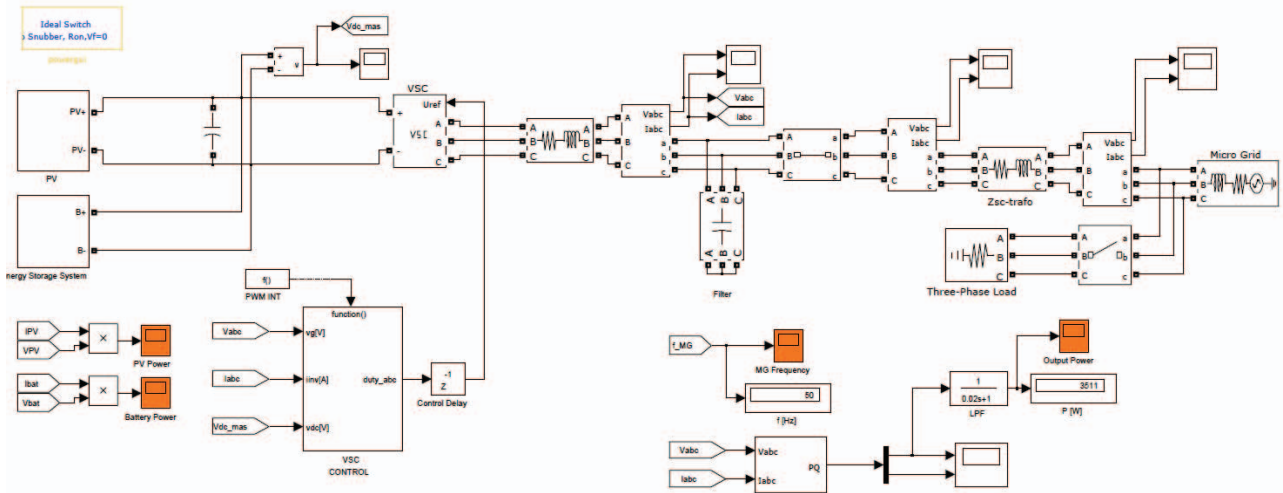 Ideal Switch
Snubber, Ron,Vf=0
Vdc_mas
+
-
v
VSC
PV+
PV-
PV
+
-
Uref
VSI
A
B
C
A
B
C
A
B
C
A
B
C
Vabc
Iabc
a
b
c
Vabc
Iabc
A
B
C
a
b
c
A
B
C
Vabc
Iabc
a
b
c
A
B
C
A
B
C
Zsc-trafo
A
B
C
Vabc
Iabc
a
b
c
Micro Grid
A
B
C
A
B
C
A
B
C
Filter
B+
B-
nergy Storage System
A
B
C
Three-Phase Load
A
B
C
a
b
c
f()
PWM INT
function()
Vabc
vg[V]
Iabc
iinv[A]
duty_abc
Vdc_mas
vdc[V]
VSC
CONTROL
-1
Z
Control Delay
IPV
VPV
×
PV Power
Ibat
Vbat
×
Battery Power
f_MG
MG Frequency
50
f [Hz]
Vabc
Iabc
Vabc
Iabc
PQ
1
0.02s+1
LPF
Output Power
3511
P [W]